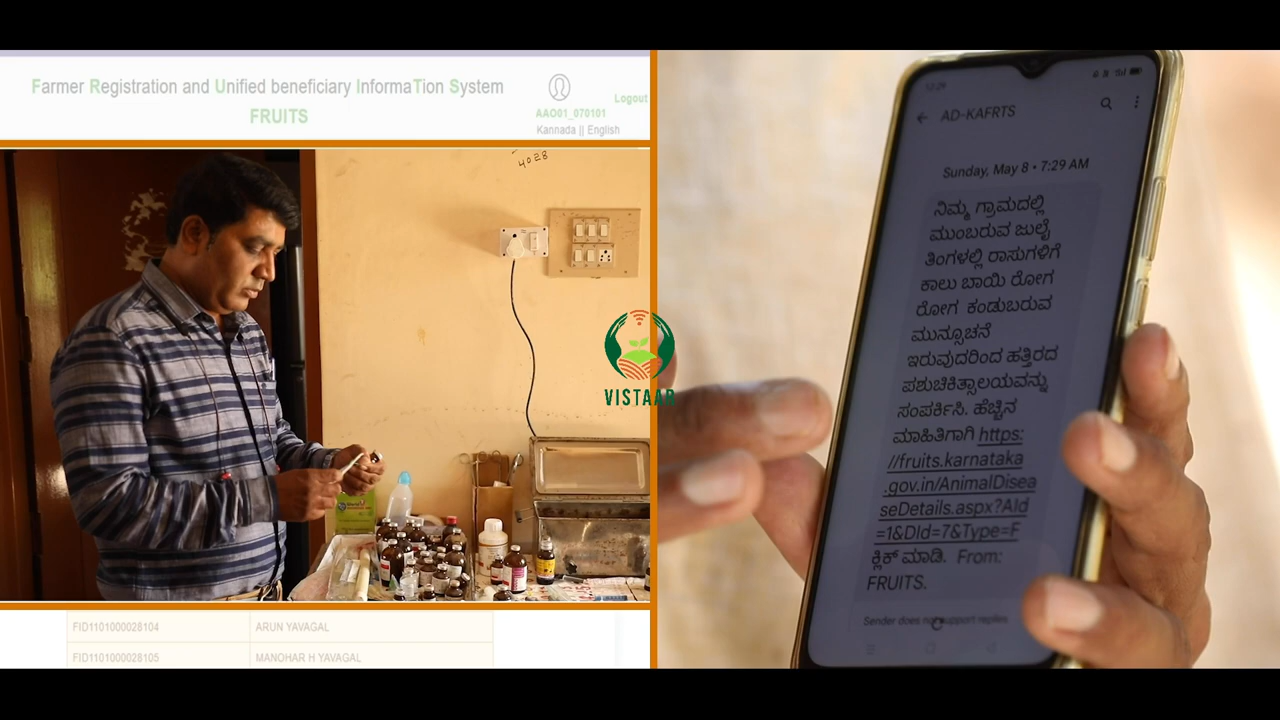 Farmer Registration and Unified beneficiary InformaTion System
FRUITS
Logout
AAO01_070101
Kannada || English
4028
VISTAAR
FID1101000028104 ARUN YAVAGAL
FID1101000028105 MANOHAR H YAVAGAL
AD-KAFRTS
Sunday, May 8 • 7:29 AM
ನಿಮ್ಮ ಗ್ರಾಮದಲ್ಲಿ
ಮುಂಬರುವ ಜುಲೈ
ತಿಂಗಳಲ್ಲಿ ರಾಸುಗಳಿಗೆ
ಕಾಲು ಬಾಯಿ ರೋಗ
ರೋಗ ಕಂಡುಬರುವ
ಮುನ್ಸೂಚನೆ
ಇರುವುದರಿಂದ ಹತ್ತಿರದ
ಪಶುಚಿಕಿತ್ಸಾಲಯವನ್ನು
ಸಂಪರ್ಕಿಸಿ. ಹೆಚ್ಚಿನ
ಮಾಹಿತಿಗಾಗಿ https:
//fruits.karnataka
.gov.in/AnimalDisea
seDetails.aspx?AId
=1&DId=7&Type=F
ಕ್ಲಿಕ್ ಮಾಡಿ. From:
FRUITS.
Sender does not support replies